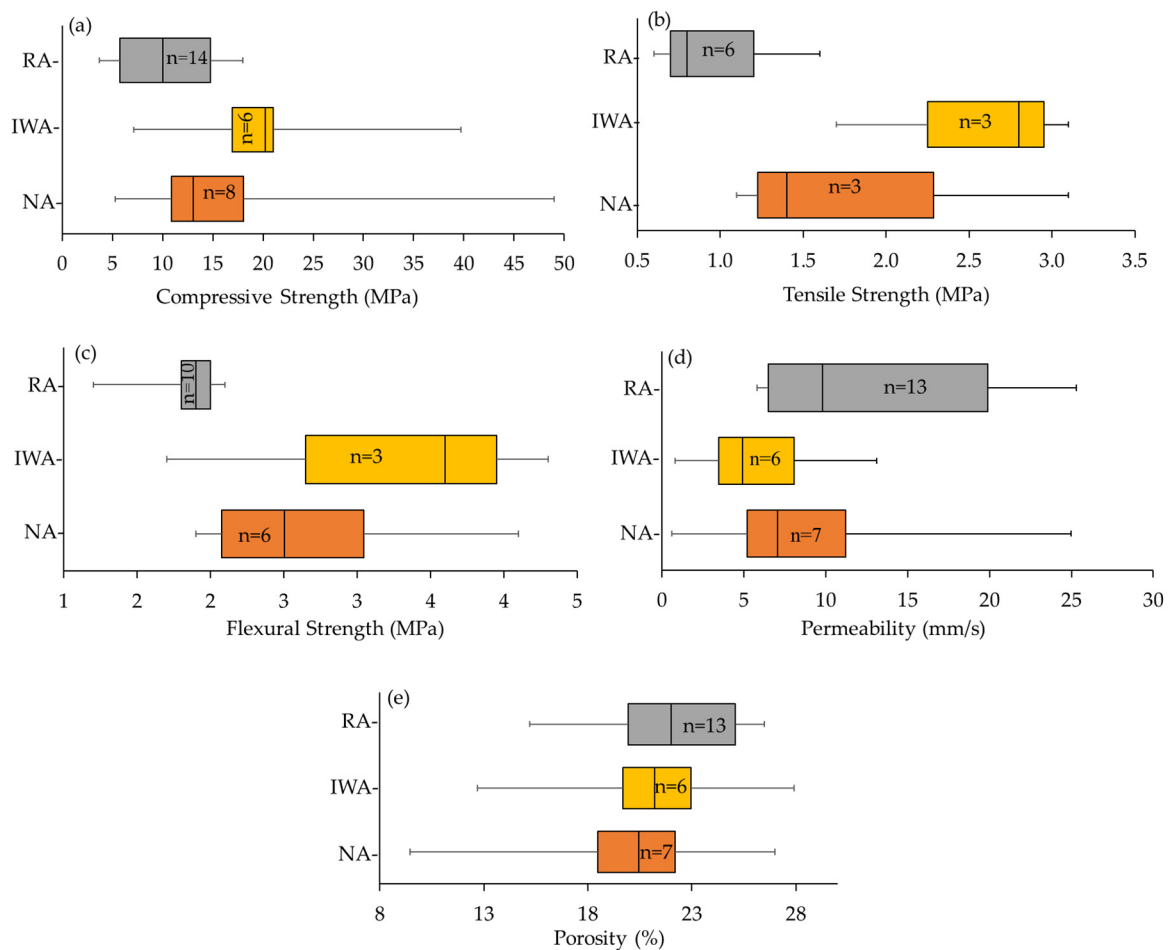 (a)
RA-
n=14
IWA-
n=6
NA-
n=8
0 5 10 15 20 25 30 35 40 45 50
Compressive Strength (MPa)
(b)
RA-
n=6
IWA-
n=3
NA-
n=3
0.5 1.0 1.5 2.0 2.5 3.0 3.5
Tensile Strength (MPa)
(c)
RA-
n=10
IWA-
n=3
NA-
n=6
1 2 2 3 3 4 4 5
Flexural Strength (MPa)
(d)
RA-
n=13
IWA-
n=6
NA-
n=7
0 5 10 15 20 25 30
Permeability (mm/s)
(e)
RA-
n=13
IWA-
n=6
NA-
n=7
8 13 18 23 28
Porosity (%)